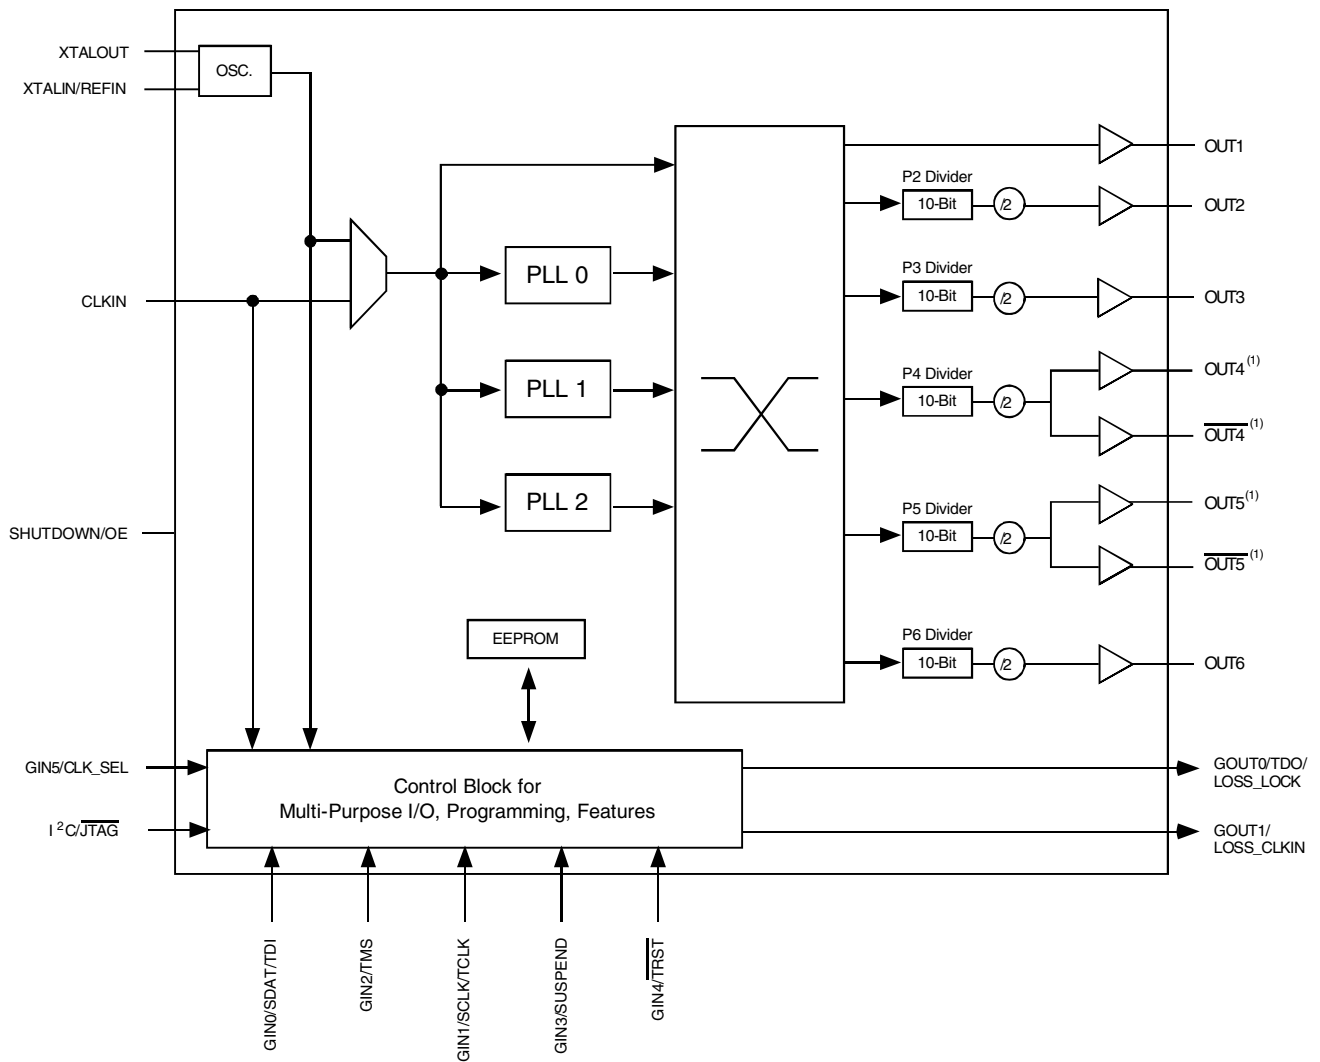 XTALOUT
XTALIN/REFIN
OSC.
OUT1
P2 Divider
10-Bit
/2
OUT2
P3 Divider
10-Bit
/2
OUT3
CLKIN
PLL 0
PLL 1
PLL 2
P4 Divider
10-Bit
/2
OUT4(1)
OUT4(1)
SHUTDOWN/OE
P5 Divider
10-Bit
/2
OUT5(1)
OUT5(1)
EEPROM
P6 Divider
10-Bit
/2
OUT6
GIN5/CLK_SEL
I2C/JTAG
Control Block for
Multi-Purpose I/O, Programming, Features
GOUT0/TDO/
LOSS_LOCK
GOUT1/
LOSS_CLKIN
GIN0/SDAT/TDI
GIN2/TMS
GIN1/SCLK/TCLK
GIN3/SUSPEND
GIN4/TRST